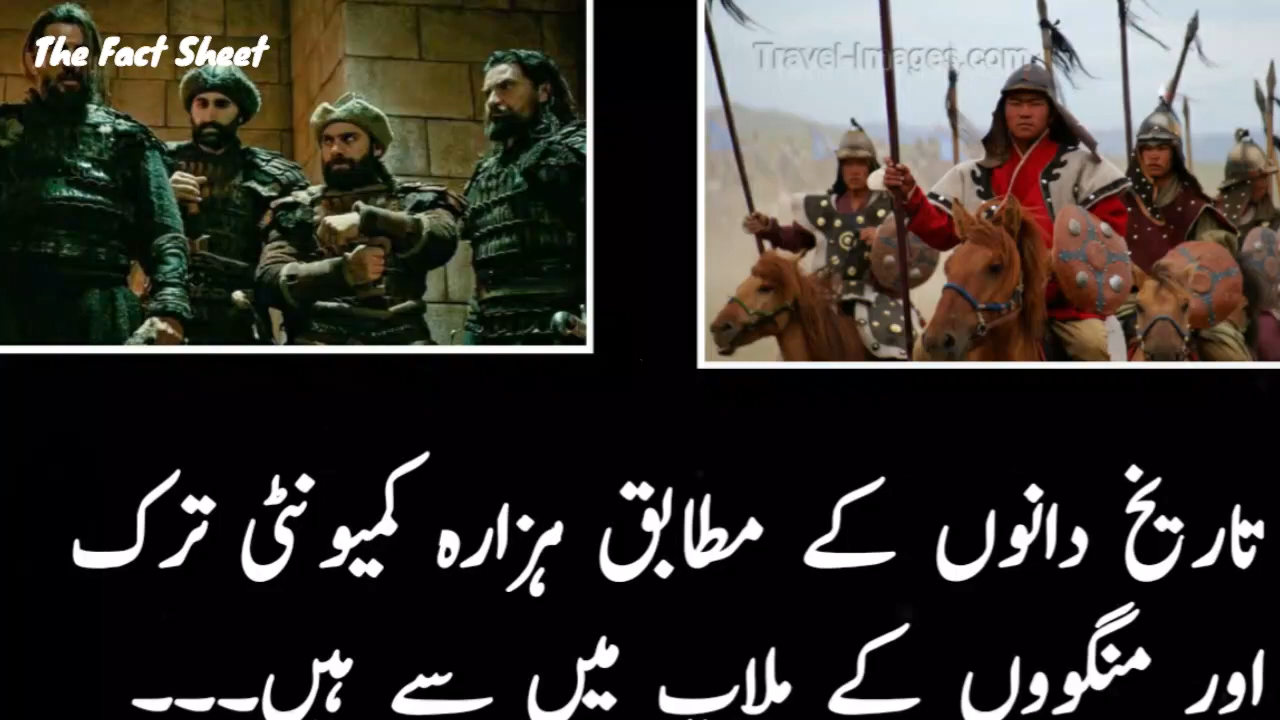 The Fact Sheet
Travel-Images.com
تاریخ دانوں کے مطابق ہزارہ کمیونٹی ترک
اور منگووں کے ملاپ میں سے ہیں۔۔۔